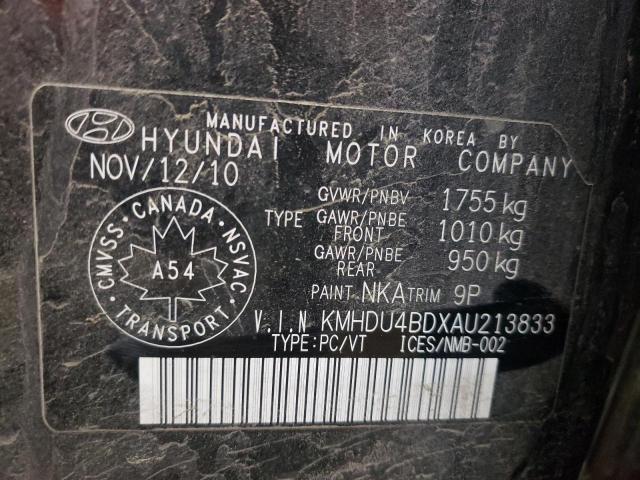 MANUFACTURED IN KOREA BY
HYUNDAI MOTOR COMPANY
NOV/12/10
GVWR/PNBV 1755 kg
TYPE GAWR/PNBE FRONT 1010 kg
GAWR/PNBE REAR 950 kg
PAINT NKA TRIM 9P
V.I.N KMHDU4BDXAU213833
TYPE:PC/VT ICES/NMB-002
CMVSS · CANADA · NSVAC
A54
TRANSPORT